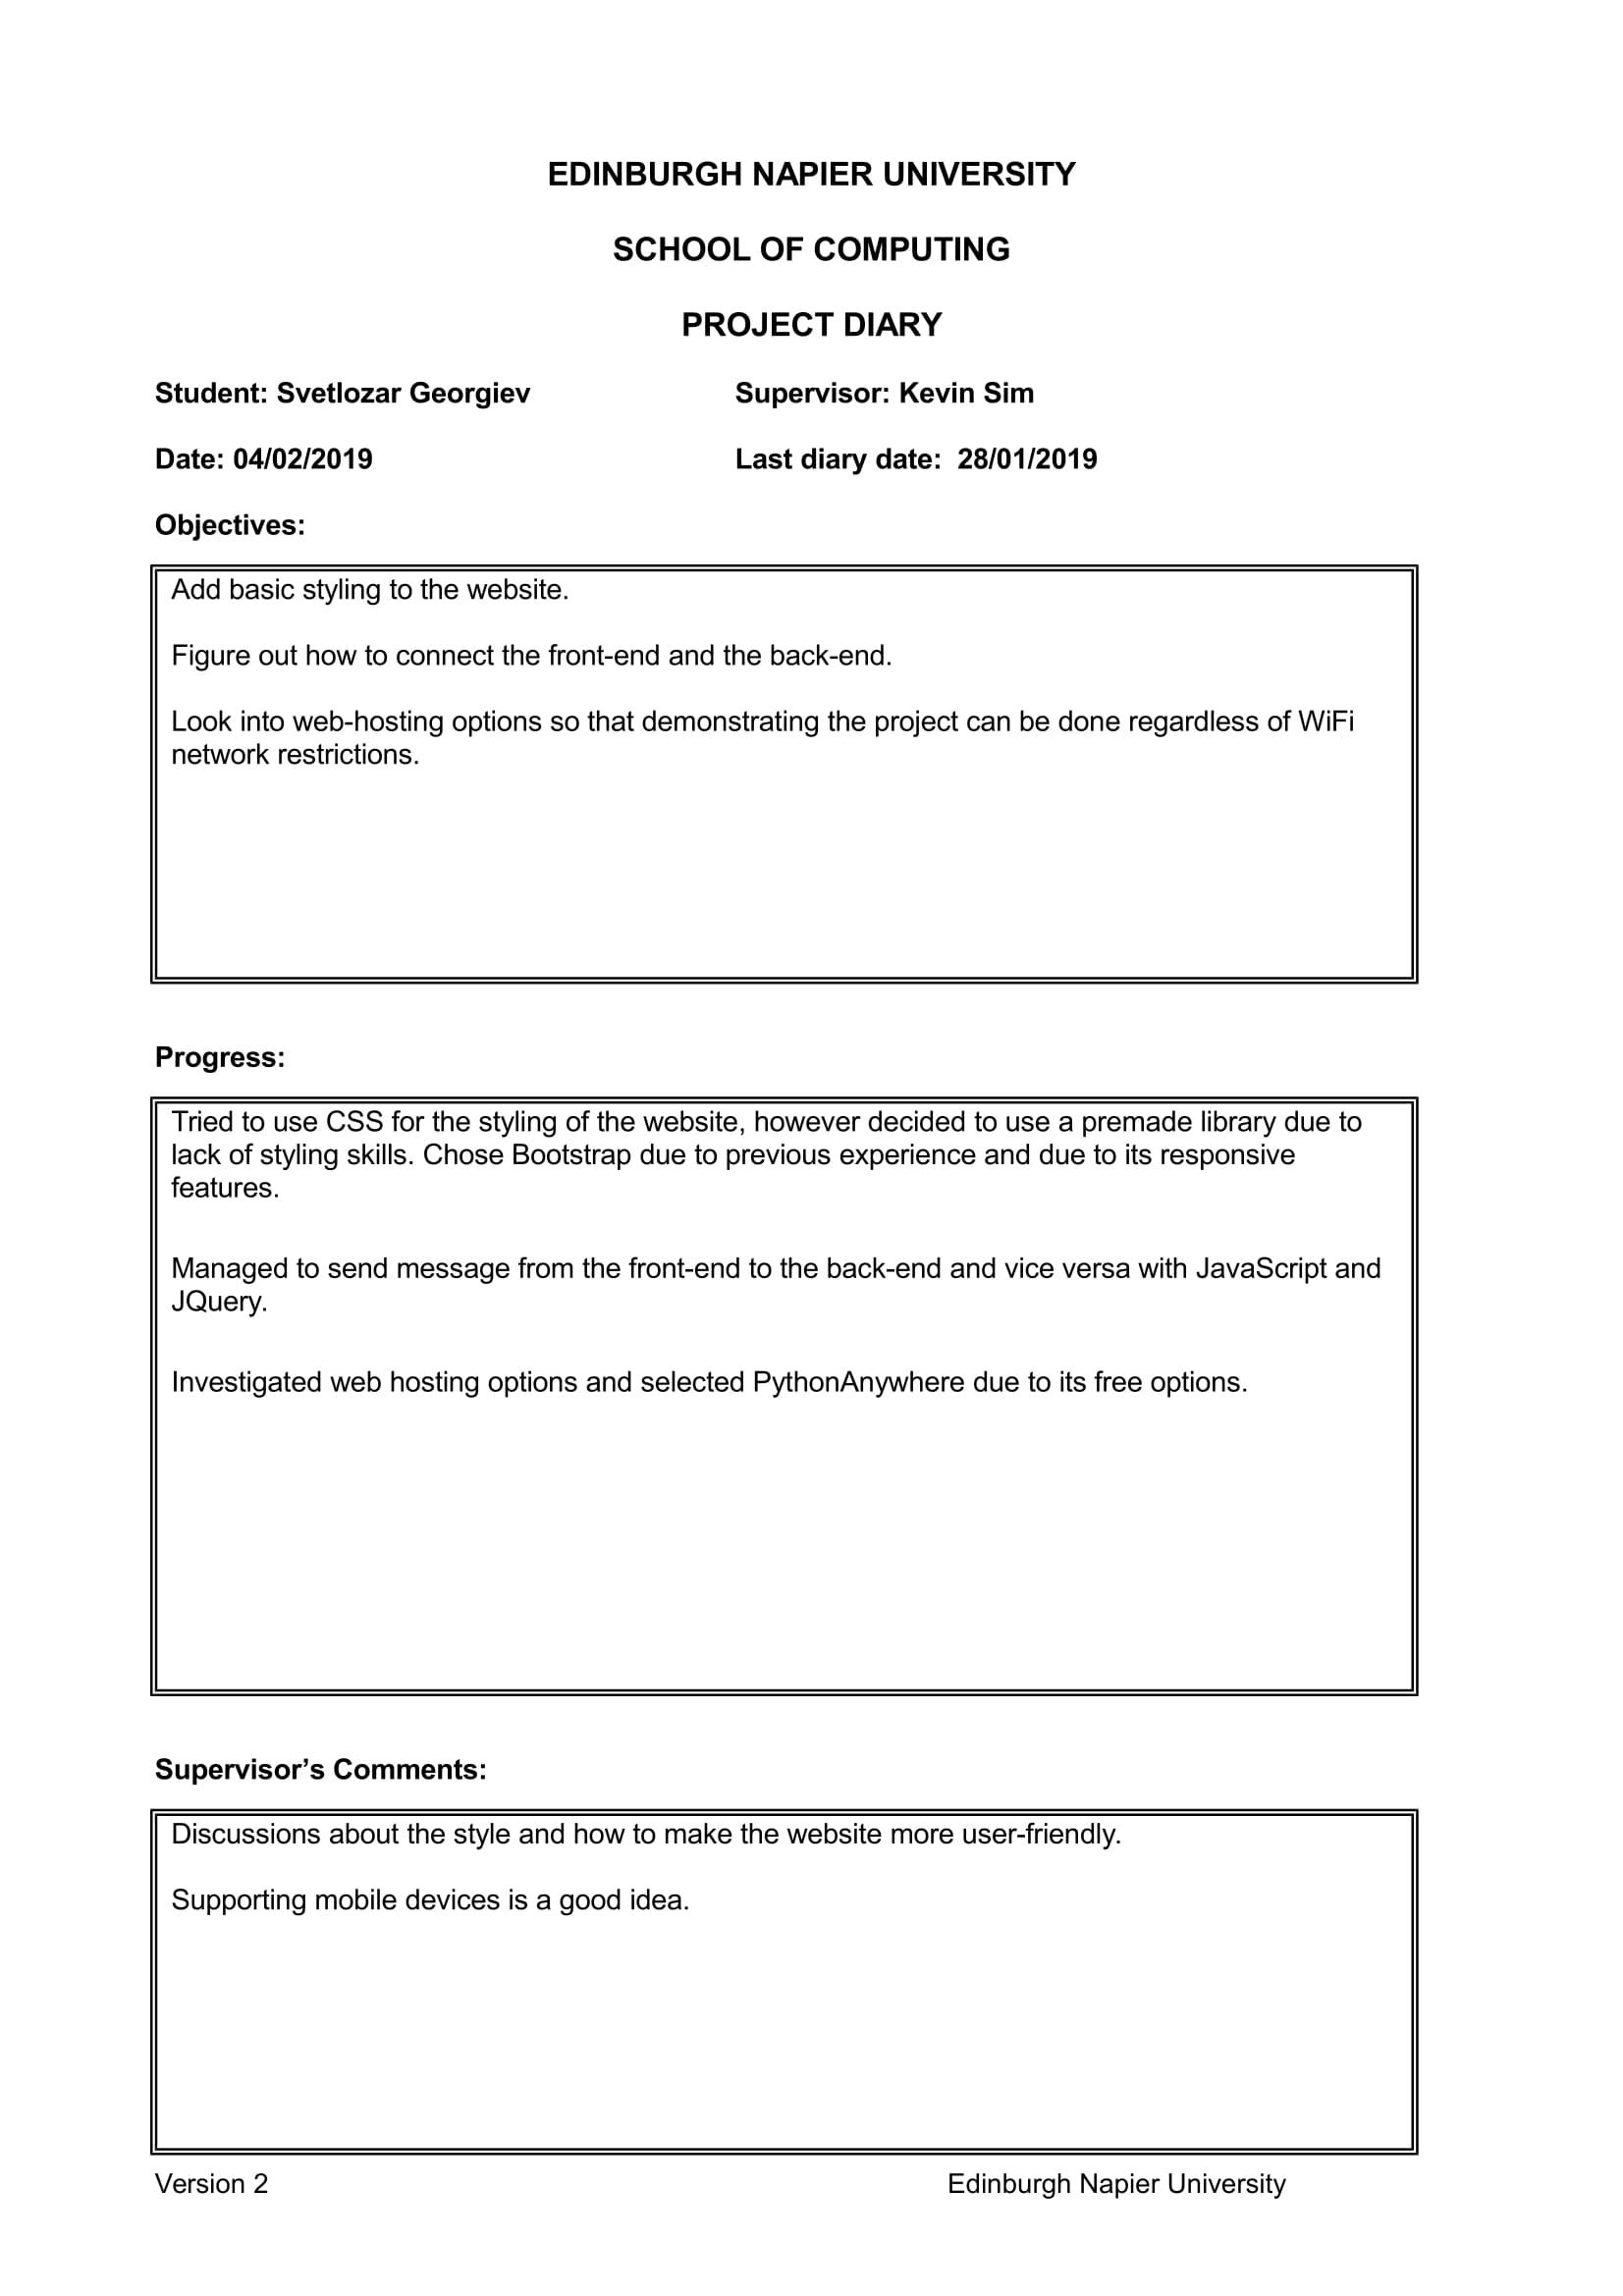 EDINBURGH NAPIER UNIVERSITY
SCHOOL OF COMPUTING
PROJECT DIARY
Student: Svetlozar Georgiev Supervisor: Kevin Sim
Date: 04/02/2019 Last diary date: 28/01/2019
Objectives:
Add basic styling to the website.
Figure out how to connect the front-end and the back-end.
Look into web-hosting options so that demonstrating the project can be done regardless of WiFi
network restrictions.
Progress:
Tried to use CSS for the styling of the website, however decided to use a premade library due to
lack of styling skills. Chose Bootstrap due to previous experience and due to its responsive
features.
Managed to send message from the front-end to the back-end and vice versa with JavaScript and
JQuery.
Investigated web hosting options and selected PythonAnywhere due to its free options.
Supervisor’s Comments:
Discussions about the style and how to make the website more user-friendly.
Supporting mobile devices is a good idea.
Version 2 Edinburgh Napier University